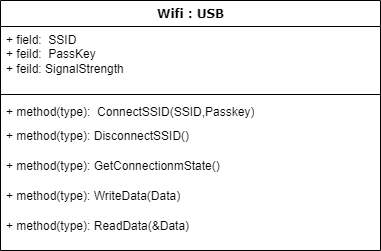 Wifi : USB
+ field:  SSID
+ feild:  PassKey
+ feild: SignalStrength
+ method(type):  ConnectSSID(SSID,Passkey)
+ method(type): DisconnectSSID()
+ method(type): GetConnectionmState()
+ method(type): WriteData(Data)
+ method(type): ReadData(&Data)